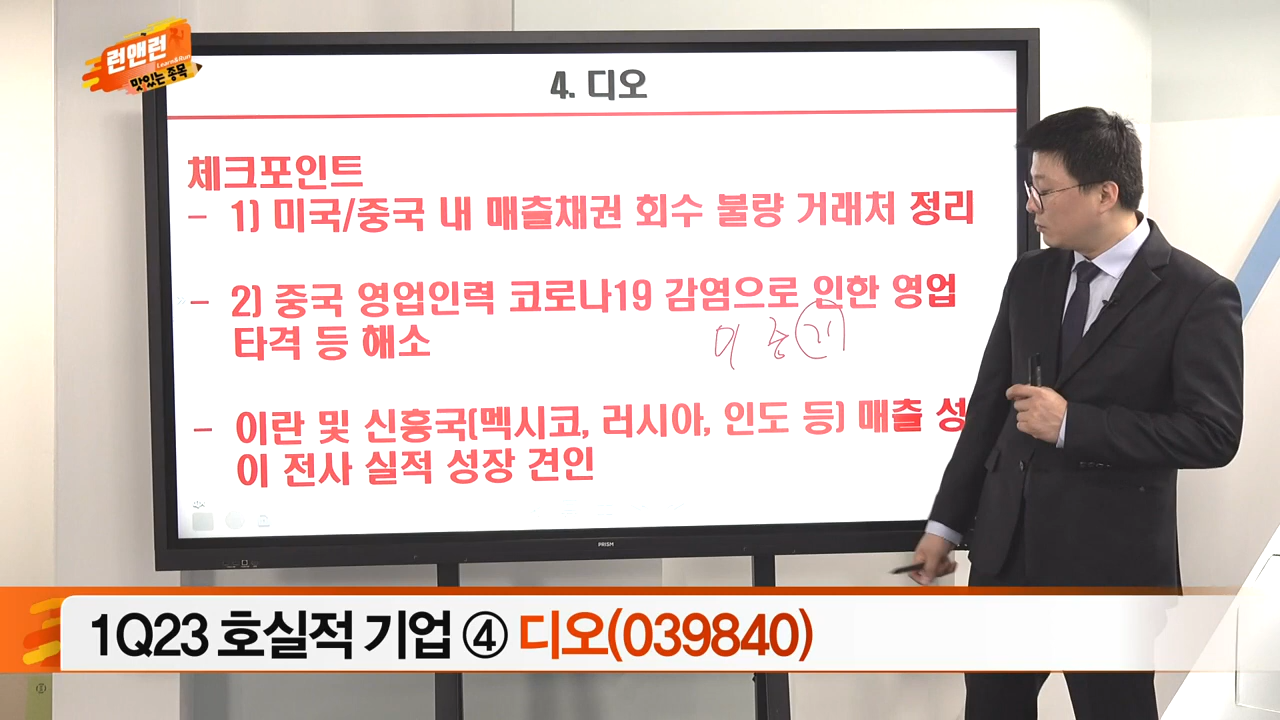 런앤런
Learn&Run
맛있는 종목
4. 디오
체크포인트
- 1) 미국/중국 내 매출채권 회수 불량 거래처 정리
- 2) 중국 영업인력 코로나19 감염으로 인한 영업
타격 등 해소
- 이란 및 신흥국(멕시코, 러시아, 인도 등) 매출 성
이 전사 실적 성장 견인
PRISM
1Q23 호실적 기업 ④ 디오(039840)